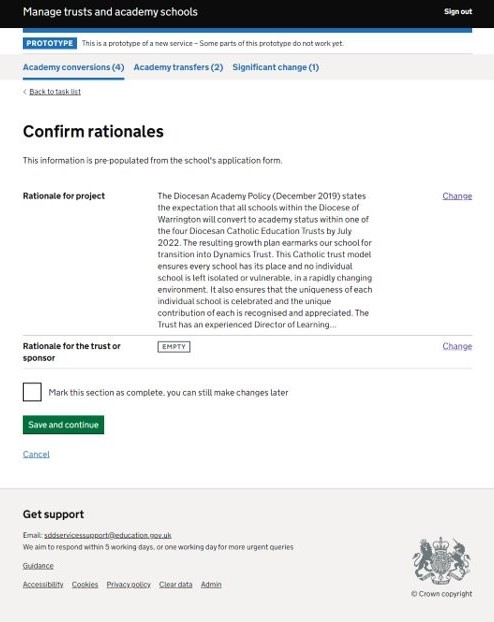 Manage trusts and academy schools
Sign out
PROTOTYPE This is a prototype of a new service – Some parts of this prototype do not work yet.
Academy conversions (4) Academy transfers (2) Significant change (1)
< Back to task list
Confirm rationales
This information is pre-populated from the school's application form.
Rationale for project
The Diocesan Academy Policy (December 2019) states
the expectation that all schools within the Diocese of
Warrington will convert to academy status within one of
the four Diocesan Catholic Education Trusts by July
2022. The resulting growth plan earmarks our school for
transition into Dynamics Trust. This Catholic trust model
ensures every school has its place and no individual
school is left isolated or vulnerable, in a rapidly changing
environment. It also ensures that the uniqueness of each
individual school is celebrated and the unique
contribution of each is recognised and appreciated. The
Trust has an experienced Director of Learning...
Change
Rationale for the trust or
sponsor
EMPTY
Change
Mark this section as complete, you can still make changes later
Save and continue
Cancel
Get support
Email: sddservicessupport@education.gov.uk
We aim to respond within 5 working days, or one working day for more urgent queries
Guidance
Accessibility Cookies Privacy policy Clear data Admin
© Crown copyright